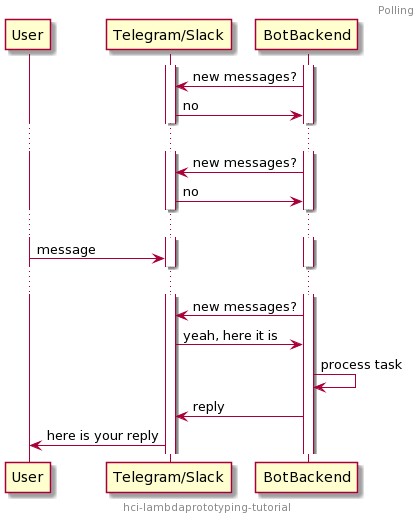 Polling
User
Telegram/Slack
BotBackend
new messages?
no
new messages?
no
message
new messages?
yeah, here it is
process task
reply
here is your reply
User
Telegram/Slack
BotBackend
hci-lambdaprototyping-tutorial